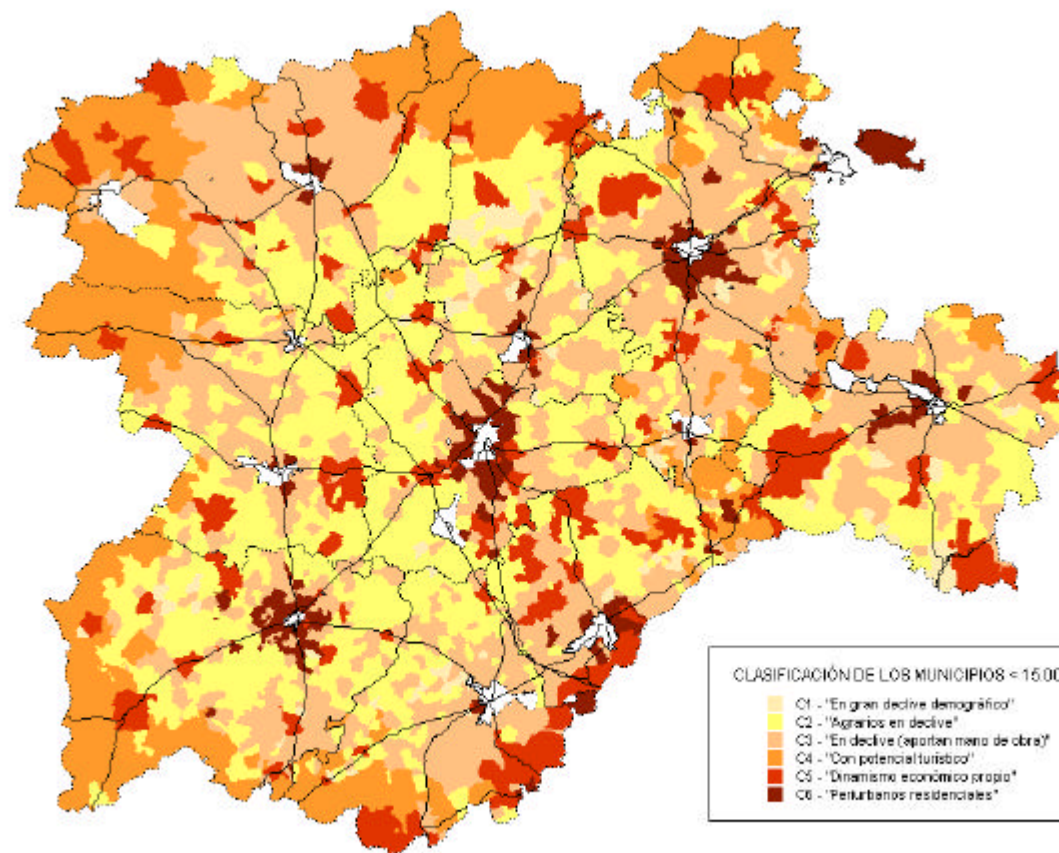 CLASIFICACIÓN DE LOS MUNICIPIOS < 15.00
C1 - "En gran declive demográfico"
C2 - "Agrarios en declive"
C3 - "En declive (aportan mano de obra)"
C4 - "Con potencial turístico"
C5 - "Dinamismo económico propio"
C6 - "Periurbanos residenciales"